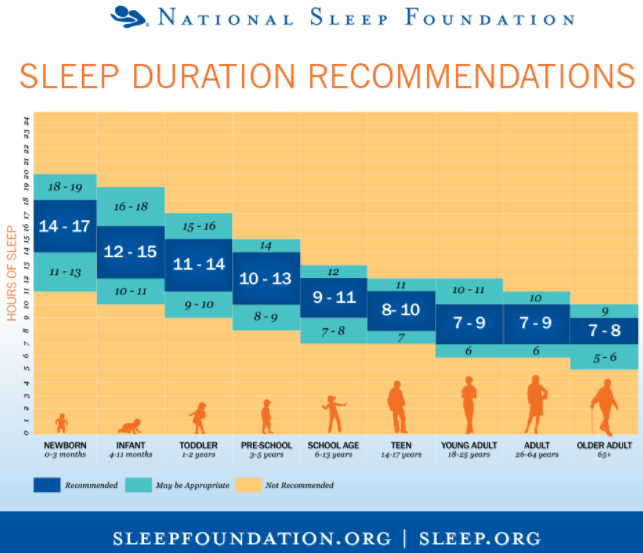 NATIONAL SLEEP FOUNDATION
SLEEP DURATION RECOMMENDATIONS
HOURS OF SLEEP
24
23
22
21
20
19
18
17
16
15
14
13
12
11
10
9
8
7
6
5
4
3
2
1
0
18 - 19
14 - 17
11 - 13
16 - 18
12 - 15
10 - 11
15 - 16
11 - 14
9 - 10
14
10 - 13
8 - 9
12
9 - 11
7 - 8
11
8- 10
7
10 - 11
7 - 9
6
10
7 - 9
6
9
7 - 8
5 - 6
NEWBORN
0-3 months
INFANT
4-11 months
TODDLER
1-2 years
PRE-SCHOOL
3-5 years
SCHOOL AGE
6-13 years
TEEN
14-17 years
YOUNG ADULT
18-25 years
ADULT
26-64 years
OLDER ADULT
65+
Recommended
May be Appropriate
Not Recommended
SLEEPFOUNDATION.ORG | SLEEP.ORG